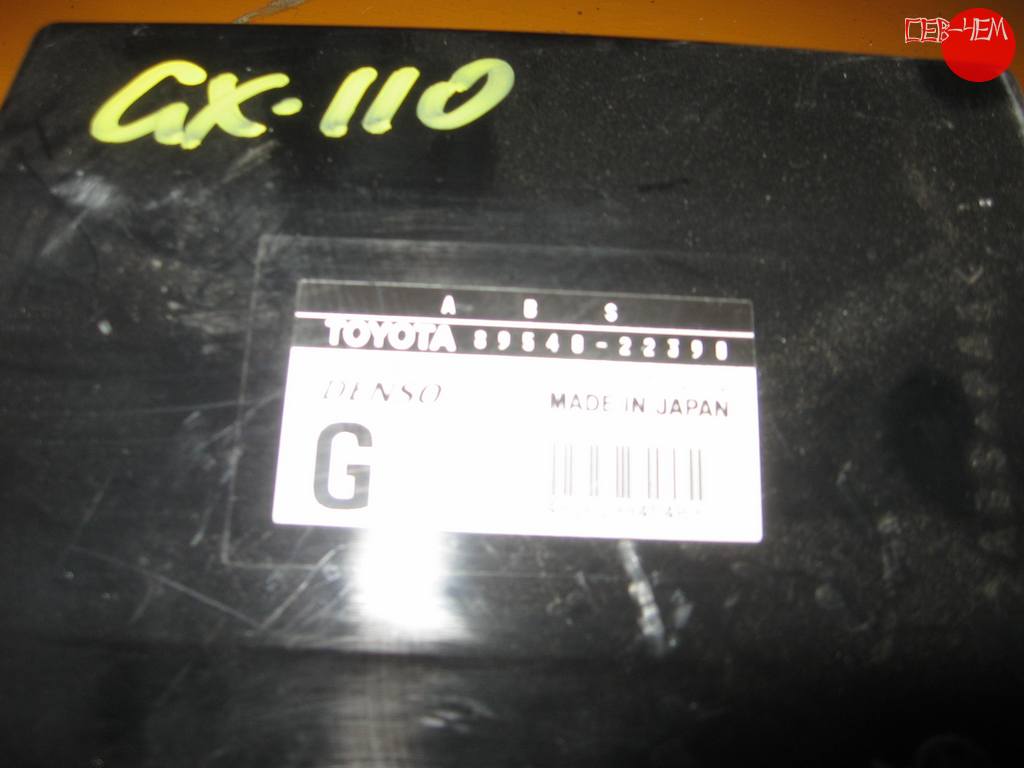 GX-110
A B S
TOYOTA 89540-22390
DENSO
MADE IN JAPAN
G